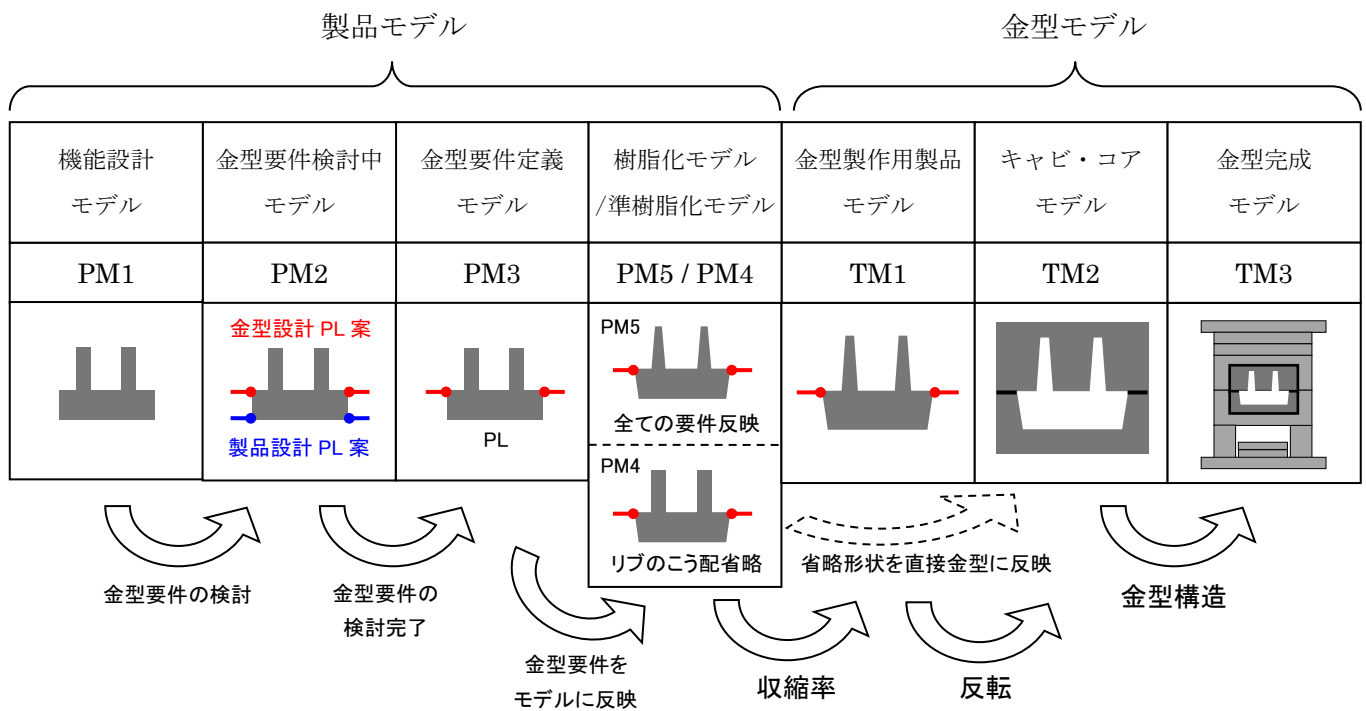 製品モデル
金型モデル
機能設計
モデル
金型要件検討中
モデル
金型要件定義
モデル
樹脂化モデル
/準樹脂化モデル
金型製作用製品
モデル
キャビ・コア
モデル
金型完成
モデル
PM1
PM2
PM3
PM5 / PM4
TM1
TM2
TM3
金型設計 PL 案
製品設計 PL 案
PL
PM5
全ての要件反映
PM4
リブのこう配省略
金型要件の検討
金型要件の
検討完了
金型要件を
モデルに反映
収縮率
省略形状を直接金型に反映
反転
金型構造